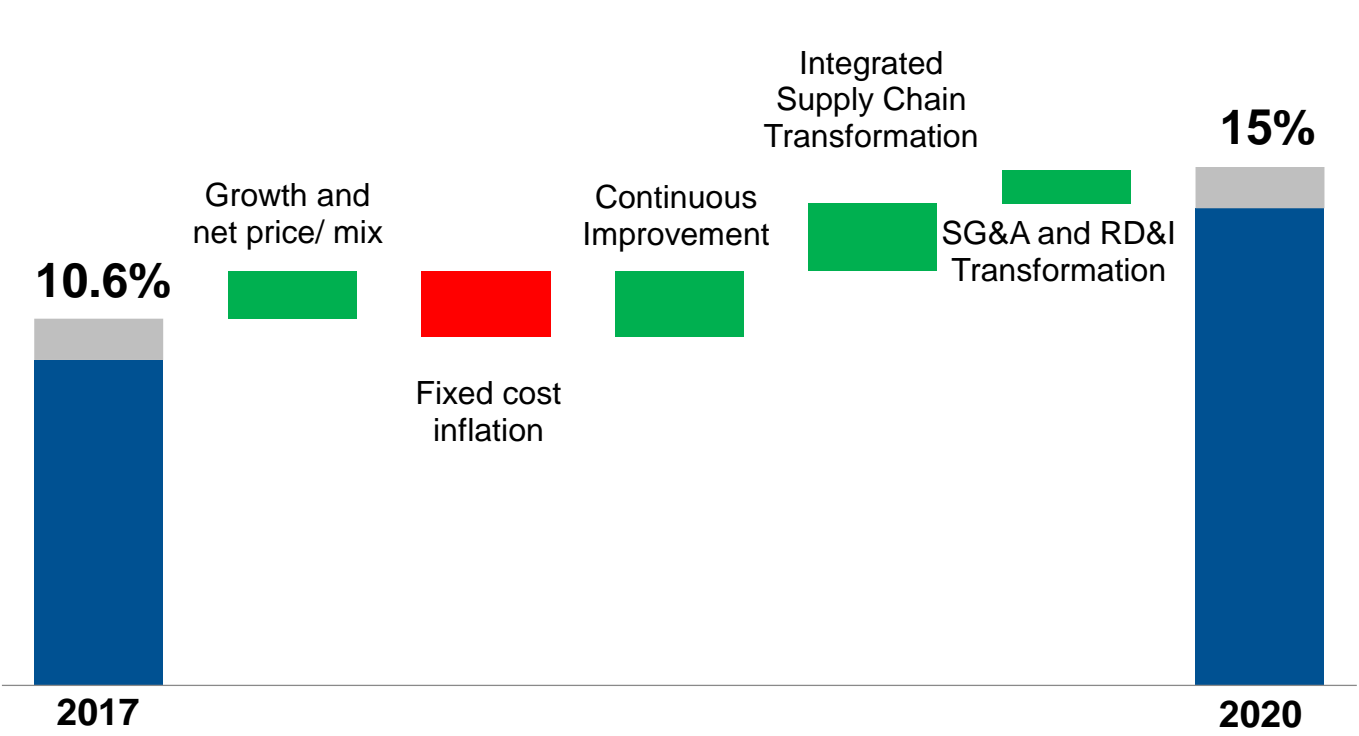 10.6%
Growth and
net price/ mix
Fixed cost
inflation
Continuous
Improvement
Integrated
Supply Chain
Transformation
SG&A and RD&I
Transformation
15%
2017
2020